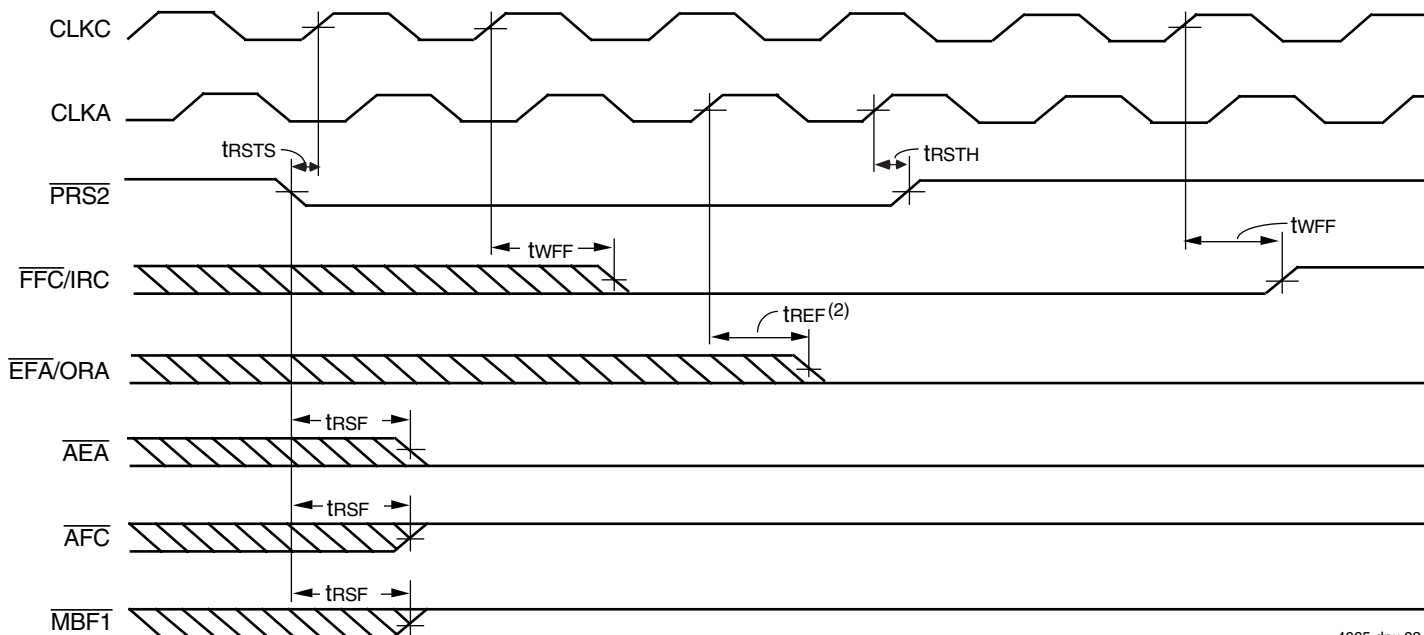 CLKC
CLKA
tRSTS
tRSTH
PRS2
tWFF
tWFF
FFC/IRC
tREF(2)
EFA/ORA
tRSF
AEA
tRSF
AFC
tRSF
MBF1